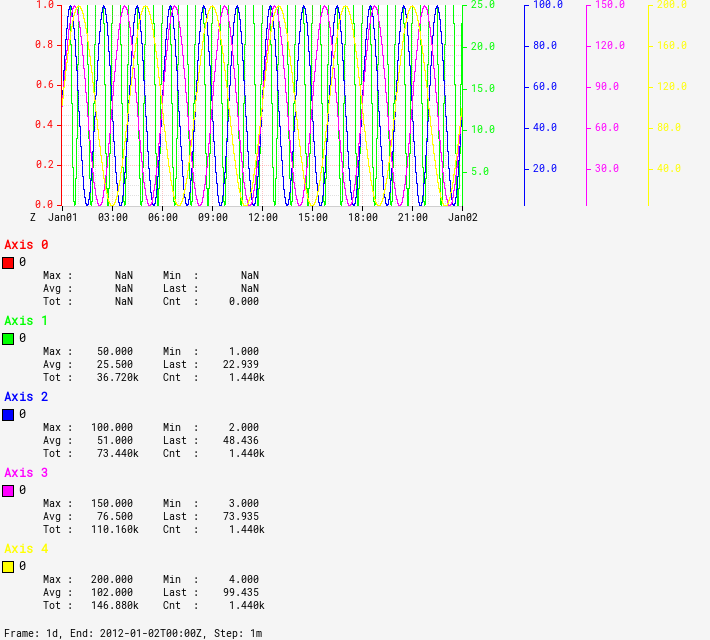 1.0 25.0 100.0 150.0 200.0
0.8 20.0 80.0 120.0 160.0
0.6 15.0 60.0 90.0 120.0
0.4 10.0 40.0 60.0 80.0
0.2 5.0 20.0 30.0 40.0
0.0
Z Jan01 03:00 06:00 09:00 12:00 15:00 18:00 21:00 Jan02
Axis 0
0
Max : NaN Min : NaN
Avg : NaN Last : NaN
Tot : NaN Cnt : 0.000
Axis 1
0
Max : 50.000 Min : 1.000
Avg : 25.500 Last : 22.939
Tot : 36.720k Cnt : 1.440k
Axis 2
0
Max : 100.000 Min : 2.000
Avg : 51.000 Last : 48.436
Tot : 73.440k Cnt : 1.440k
Axis 3
0
Max : 150.000 Min : 3.000
Avg : 76.500 Last : 73.935
Tot : 110.160k Cnt : 1.440k
Axis 4
0
Max : 200.000 Min : 4.000
Avg : 102.000 Last : 99.435
Tot : 146.880k Cnt : 1.440k
Frame: 1d, End: 2012-01-02T00:00Z, Step: 1m